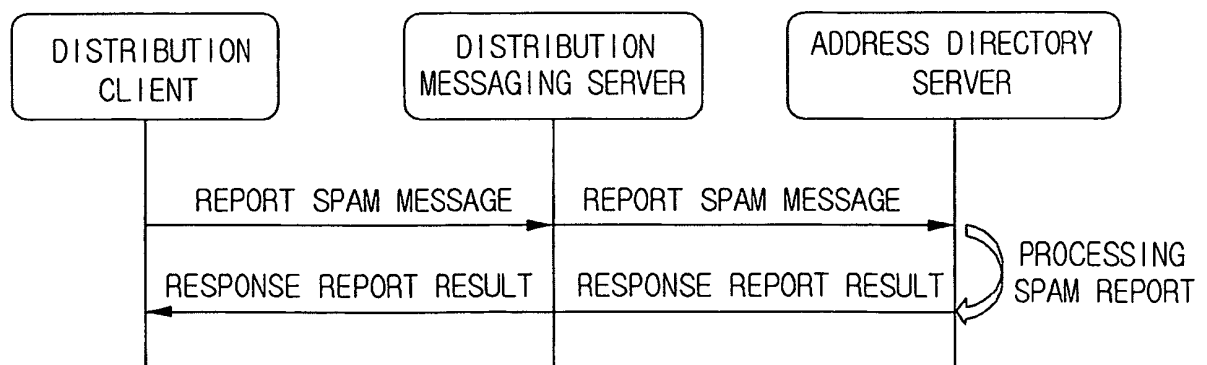 DISTRIBUTION
CLIENT
DISTRIBUTION
MESSAGING SERVER
ADDRESS DIRECTORY
SERVER
REPORT SPAM MESSAGE
REPORT SPAM MESSAGE
PROCESSING
SPAM REPORT
RESPONSE REPORT RESULT
RESPONSE REPORT RESULT